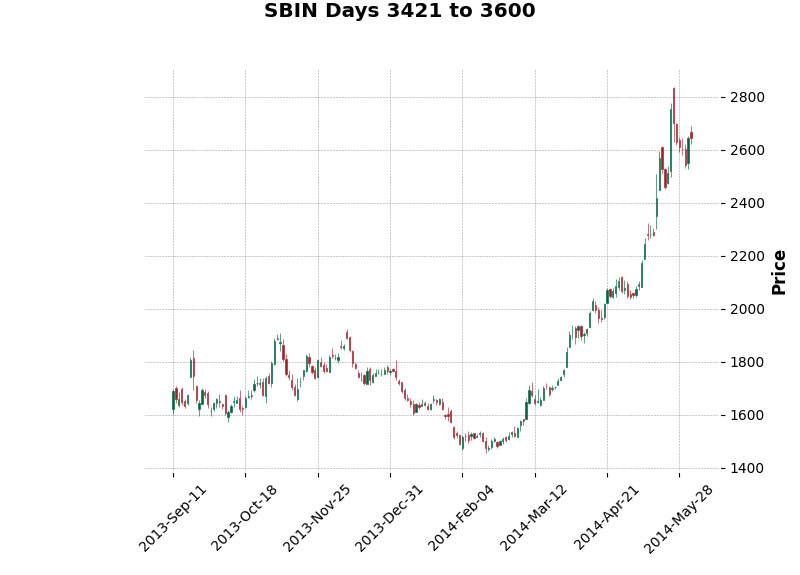 SBIN Days 3421 to 3600
2800
2600
2400
2200
2000
1800
1600
1400
Price
2013-Sep-11
2013-Oct-18
2013-Nov-25
2013-Dec-31
2014-Feb-04
2014-Mar-12
2014-Apr-21
2014-May-28